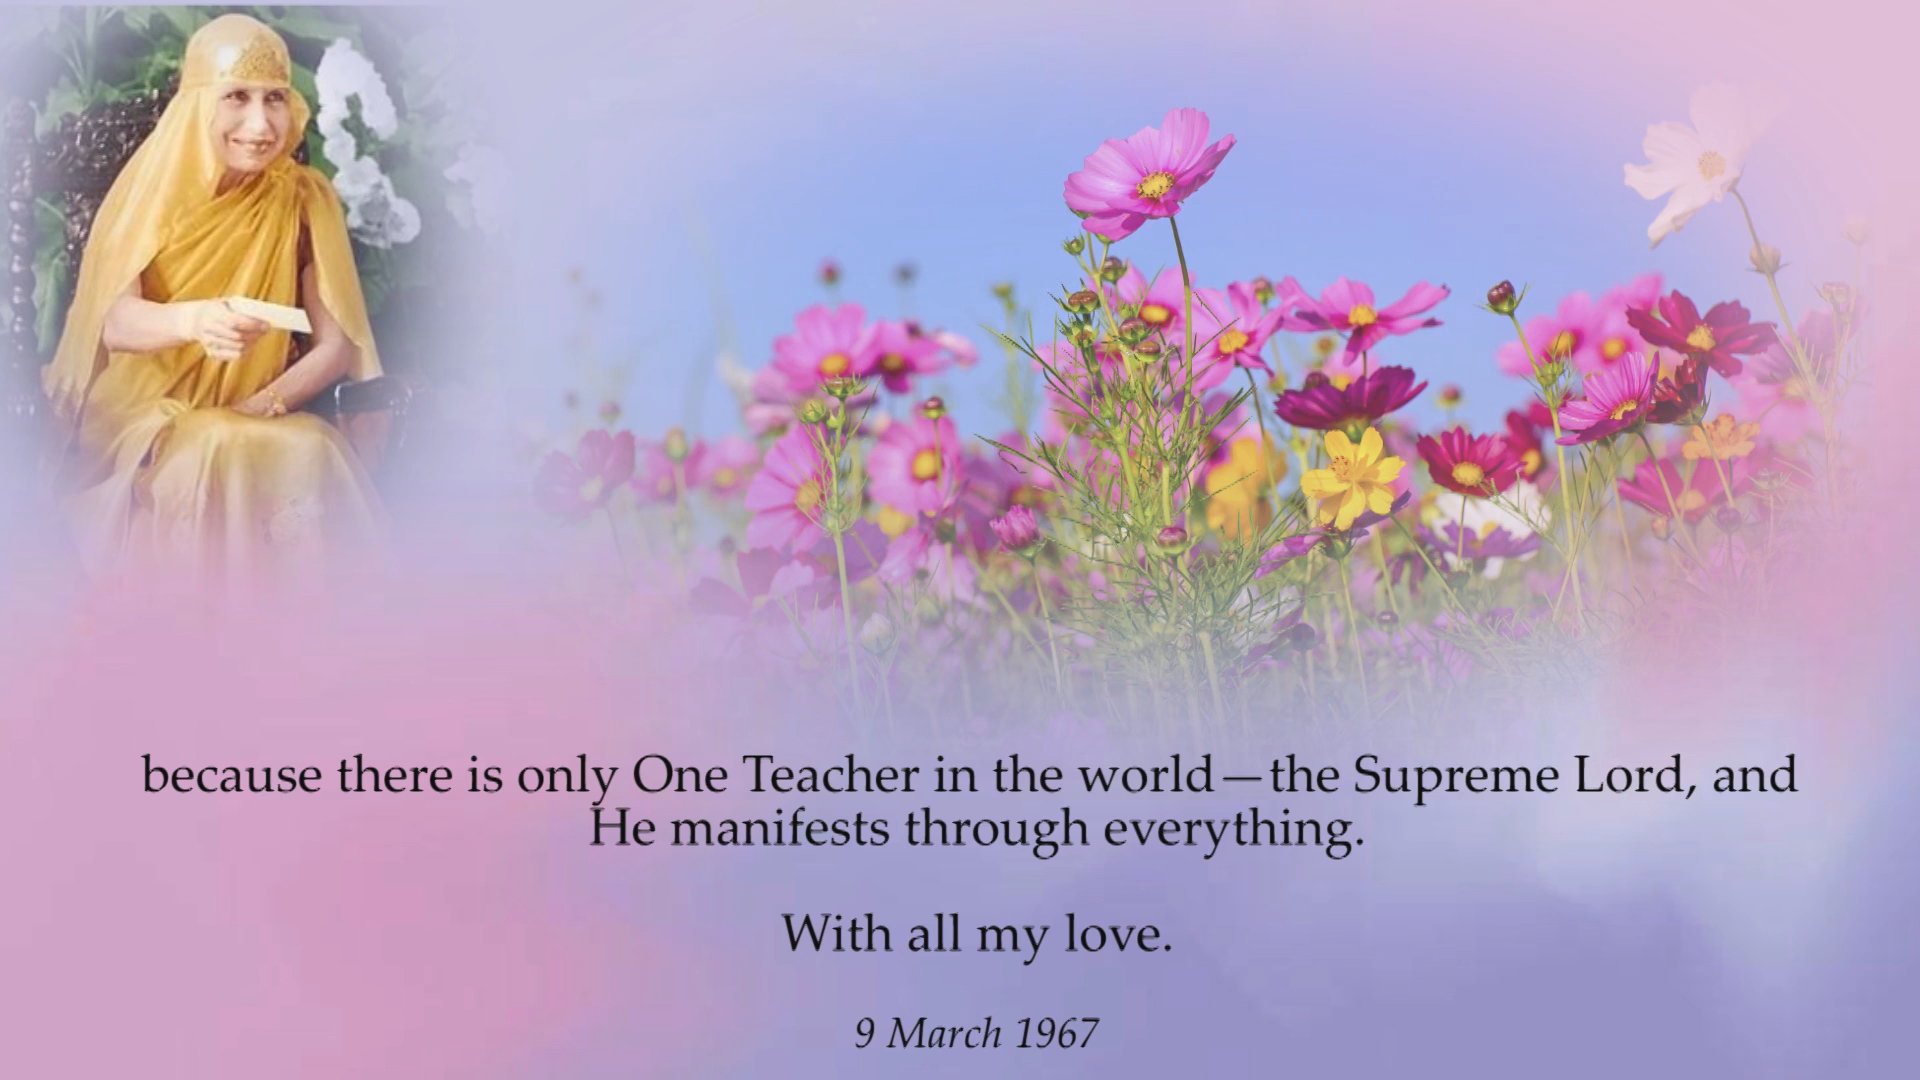 because there is only One Teacher in the world—the Supreme Lord, and
He manifests through everything.
With all my love.
9 March 1967